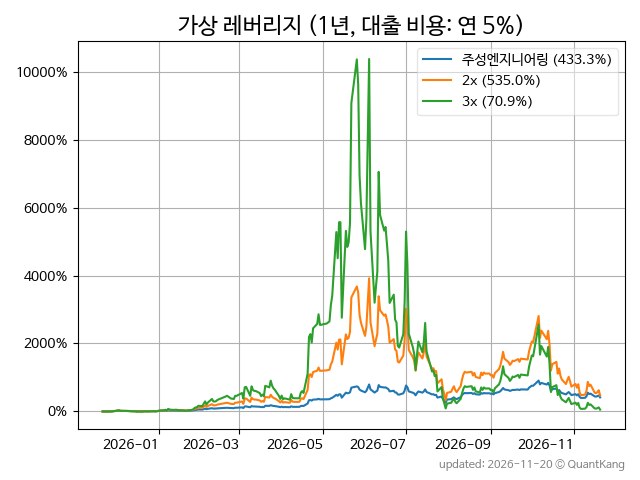 가상 레버리지 (1년, 대출 비용: 연 5%)
주성엔지니어링 (433.3%)
2x (535.0%)
3x (70.9%)
10000%
8000%
6000%
4000%
2000%
0%
2026-01 2026-03 2026-05 2026-07 2026-09 2026-11
updated: 2026-11-20 © QuantKang